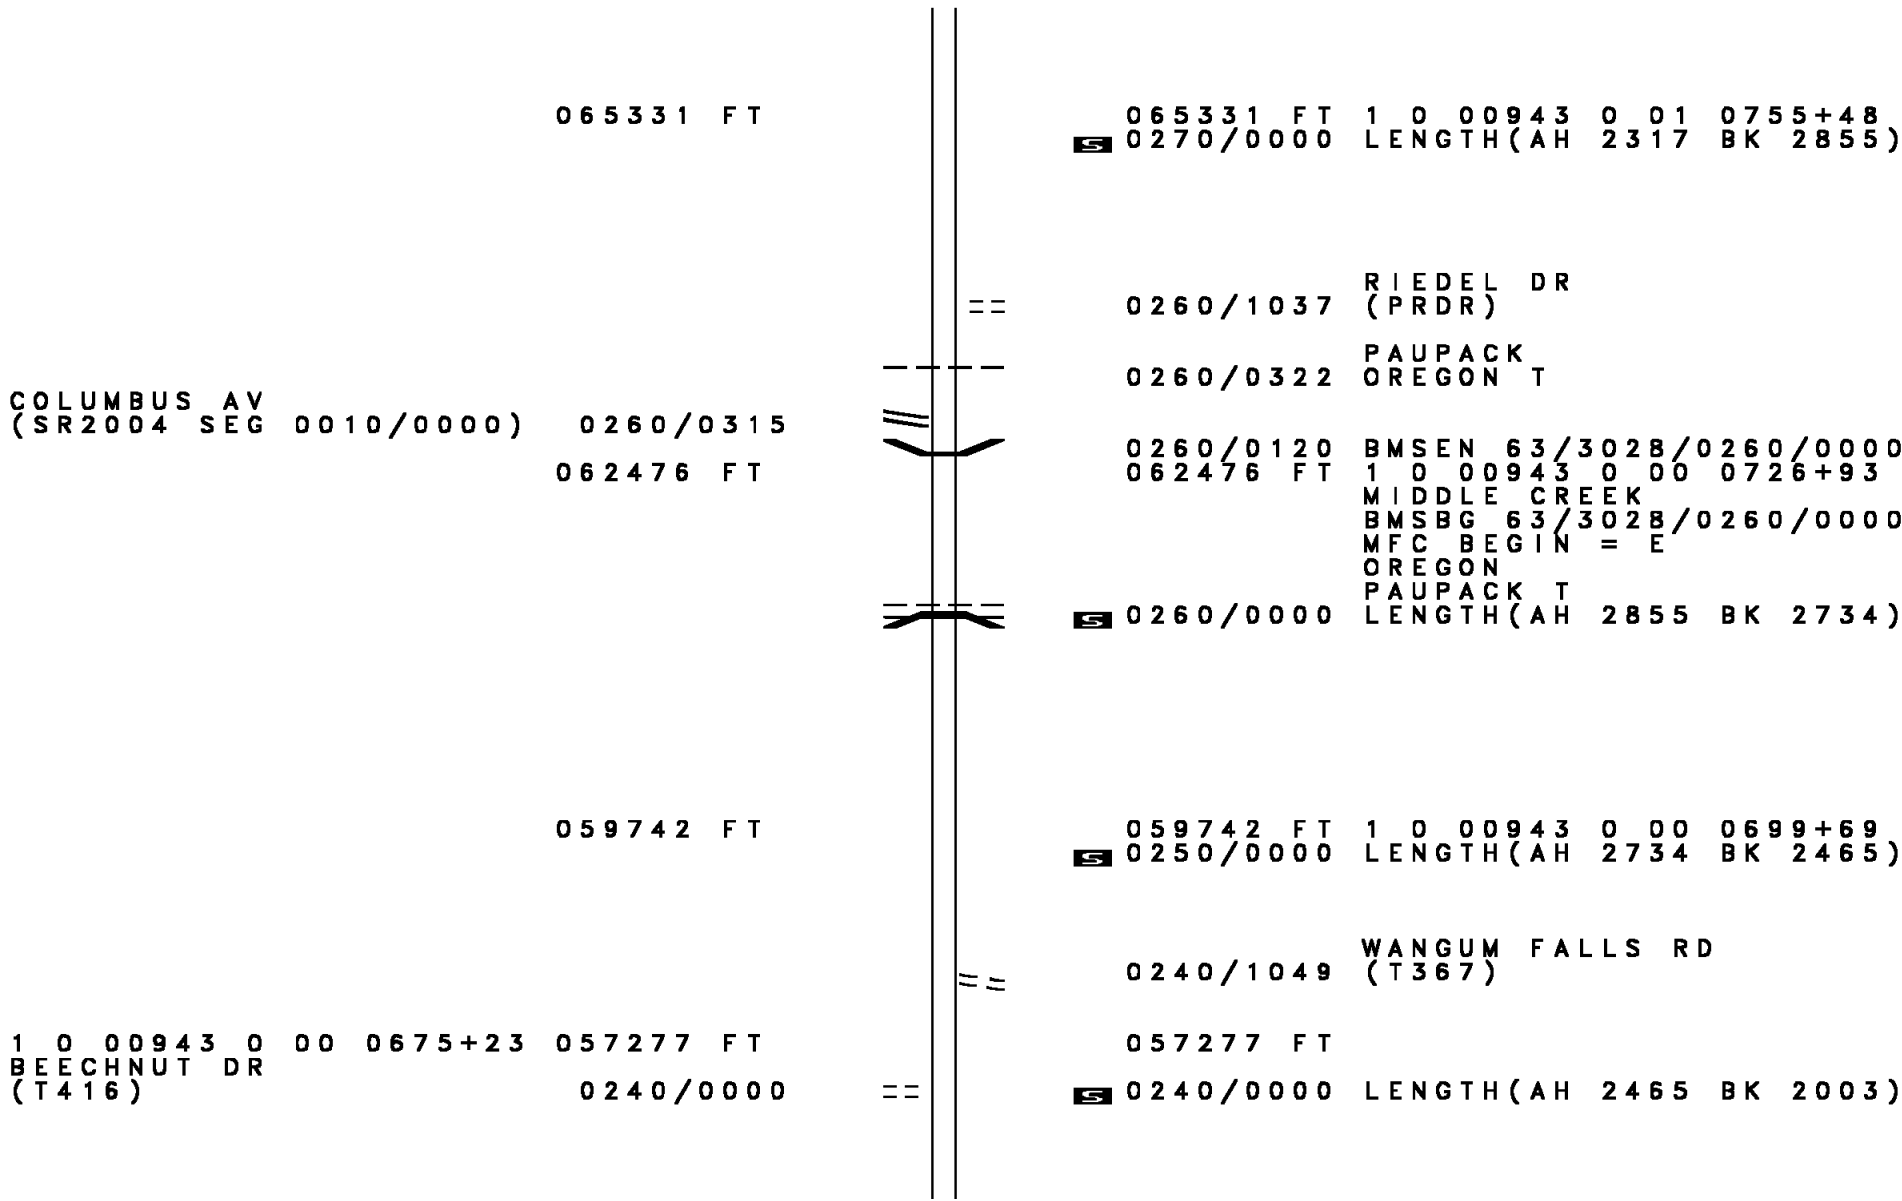 065331 FT 065331 FT 1 0 00943 0 01 0755+48
S 0270/0000 LENGTH(AH 2317 BK 2855)
RIEDEL DR
0260/1037 (PRDR)
PAUPACK
0260/0322 OREGON T
COLUMBUS AV
(SR2004 SEG 0010/0000) 0260/0315
0260/0120 BMSEN 63/3028/0260/0000
062476 FT 062476 FT 1 0 00943 0 00 0726+93
MIDDLE CREEK
BMSBG 63/3028/0260/0000
MFC BEGIN = E
OREGON
PAUPACK T
S 0260/0000 LENGTH(AH 2855 BK 2734)
059742 FT 059742 FT 1 0 00943 0 00 0699+69
S 0250/0000 LENGTH(AH 2734 BK 2465)
WANGUM FALLS RD
0240/1049 (T367)
1 0 00943 0 00 0675+23 057277 FT 057277 FT
BEECHNUT DR
(T416) 0240/0000 S 0240/0000 LENGTH(AH 2465 BK 2003)